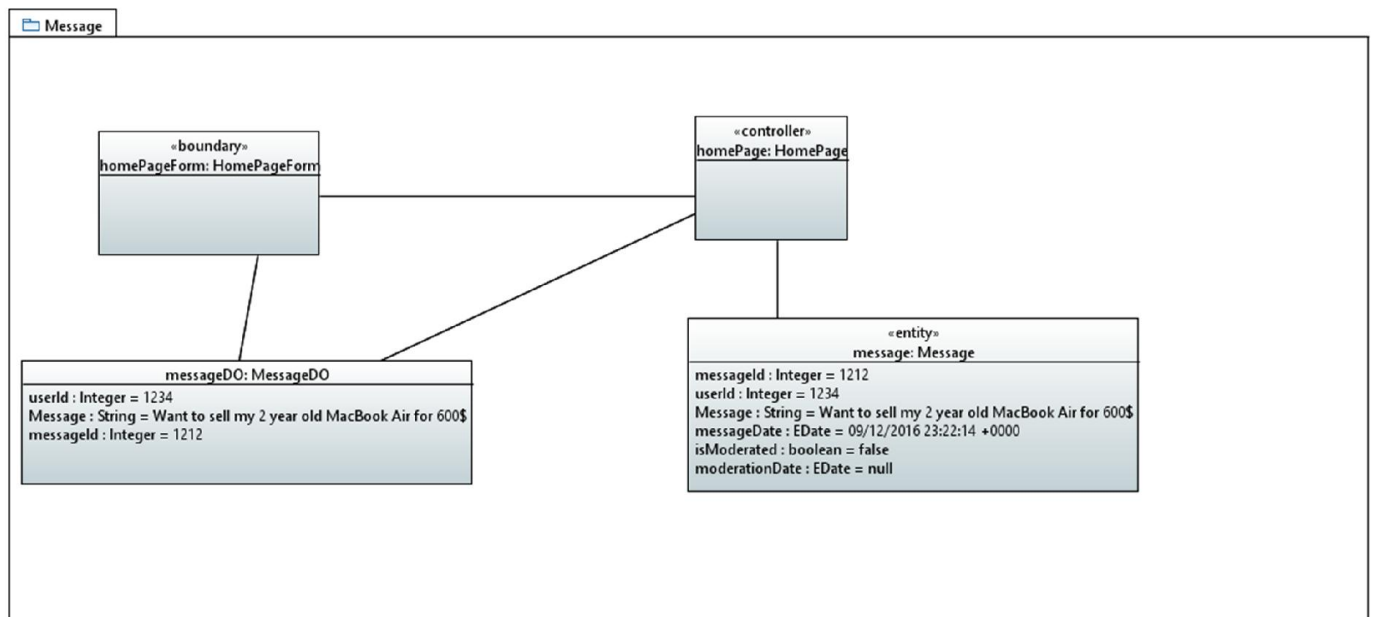 Message
«boundary»
homePageForm: HomePageForm
«controller»
homePage: HomePage
messageDO: MessageDO
userId : Integer = 1234
Message : String = Want to sell my 2 year old MacBook Air for 600$
messageId : Integer = 1212
«entity»
message: Message
messageId : Integer = 1212
userId : Integer = 1234
Message : String = Want to sell my 2 year old MacBook Air for 600$
messageDate : EDate = 09/12/2016 23:22:14 +0000
isModerated : boolean = false
moderationDate : EDate = null